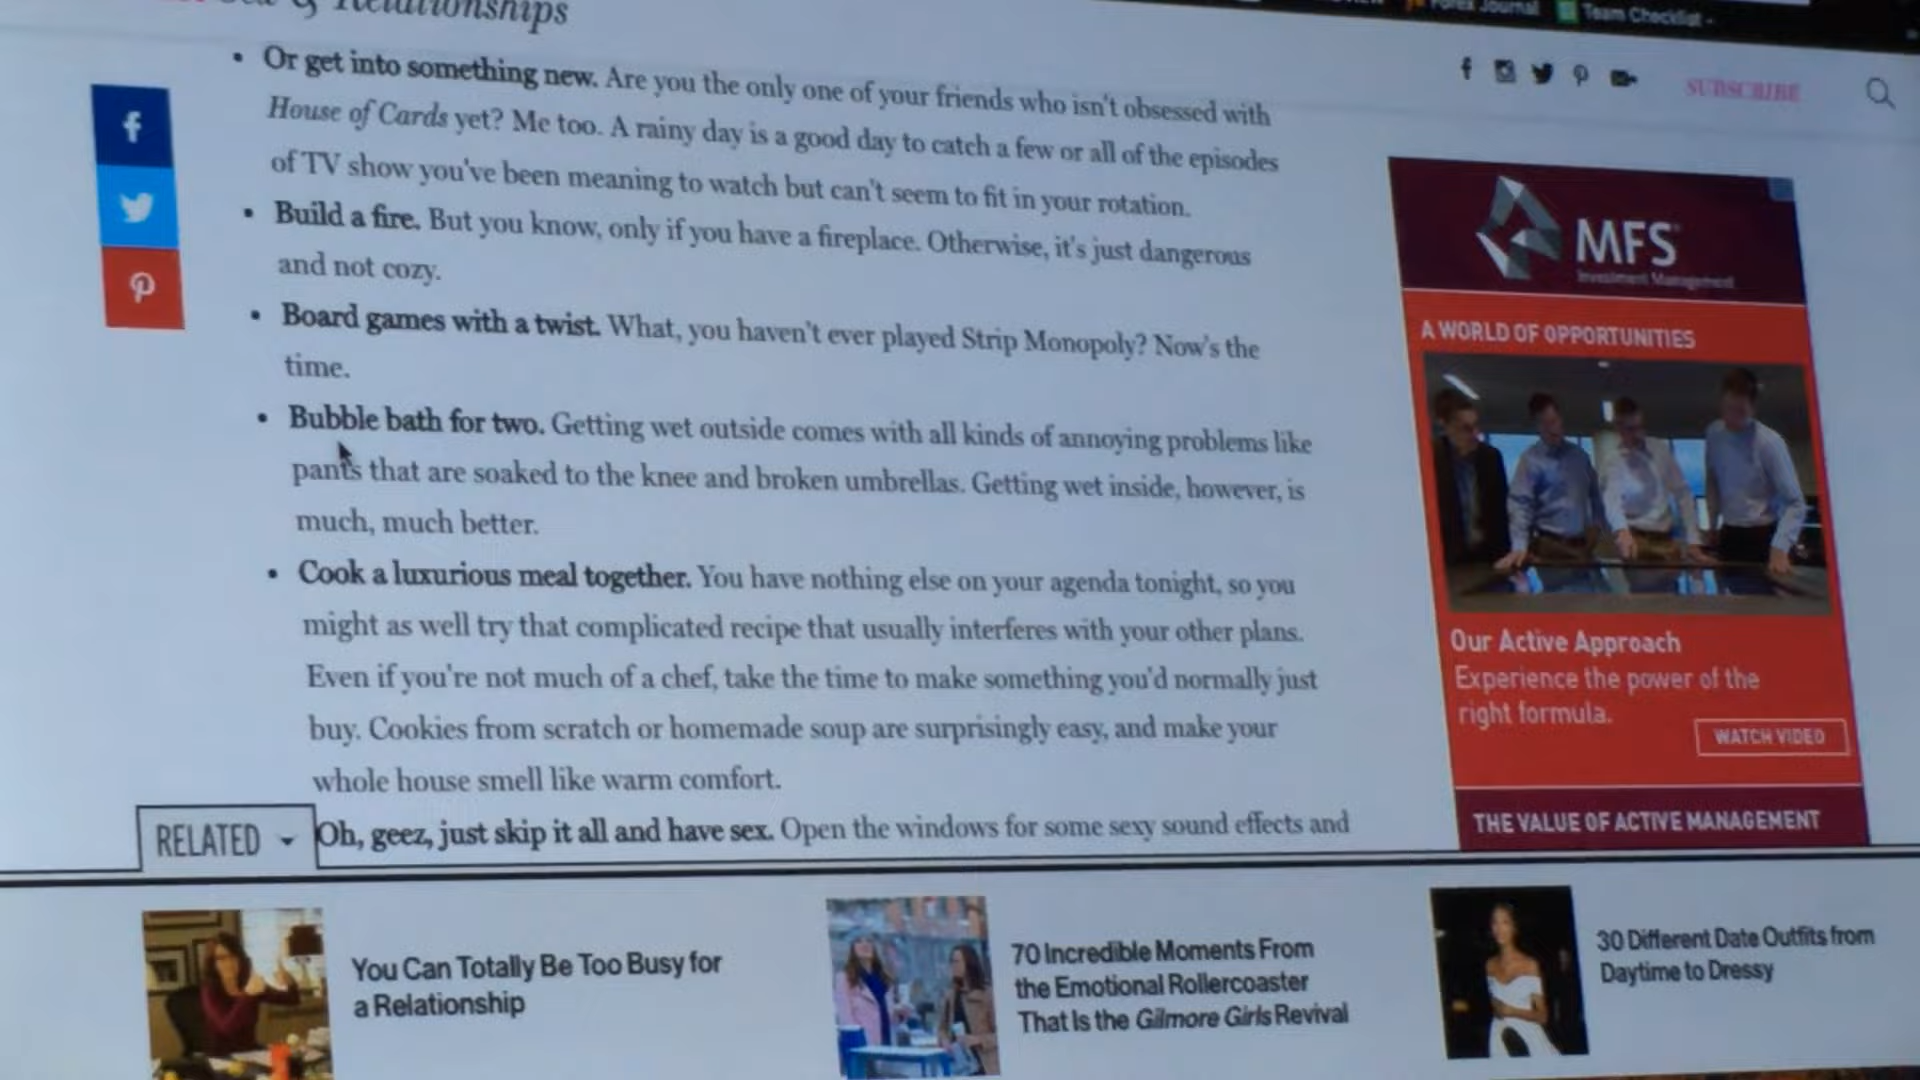 & Relationships
Forex Journal
Team Checklist -
SUBSCRIBE
• Or get into something new. Are you the only one of your friends who isn't obsessed with
House of Cards yet? Me too. A rainy day is a good day to catch a few or all of the episodes
of TV show you've been meaning to watch but can't seem to fit in your rotation.
• Build a fire. But you know, only if you have a fireplace. Otherwise, it's just dangerous
and not cozy.
• Board games with a twist. What, you haven't ever played Strip Monopoly? Now's the
time.
• Bubble bath for two. Getting wet outside comes with all kinds of annoying problems like
pants that are soaked to the knee and broken umbrellas. Getting wet inside, however, is
much, much better.
• Cook a luxurious meal together. You have nothing else on your agenda tonight, so you
might as well try that complicated recipe that usually interferes with your other plans.
Even if you're not much of a chef, take the time to make something you'd normally just
buy. Cookies from scratch or homemade soup are surprisingly easy, and make your
whole house smell like warm comfort.
Oh, geez, just skip it all and have sex. Open the windows for some sexy sound effects and
MFS
Investment Management
A WORLD OF OPPORTUNITIES
Our Active Approach
Experience the power of the
right formula.
WATCH VIDEO
THE VALUE OF ACTIVE MANAGEMENT
RELATED
You Can Totally Be Too Busy for
a Relationship
70 Incredible Moments From
the Emotional Rollercoaster
That Is the Gilmore Girls Revival
30 Different Date Outfits from
Daytime to Dressy